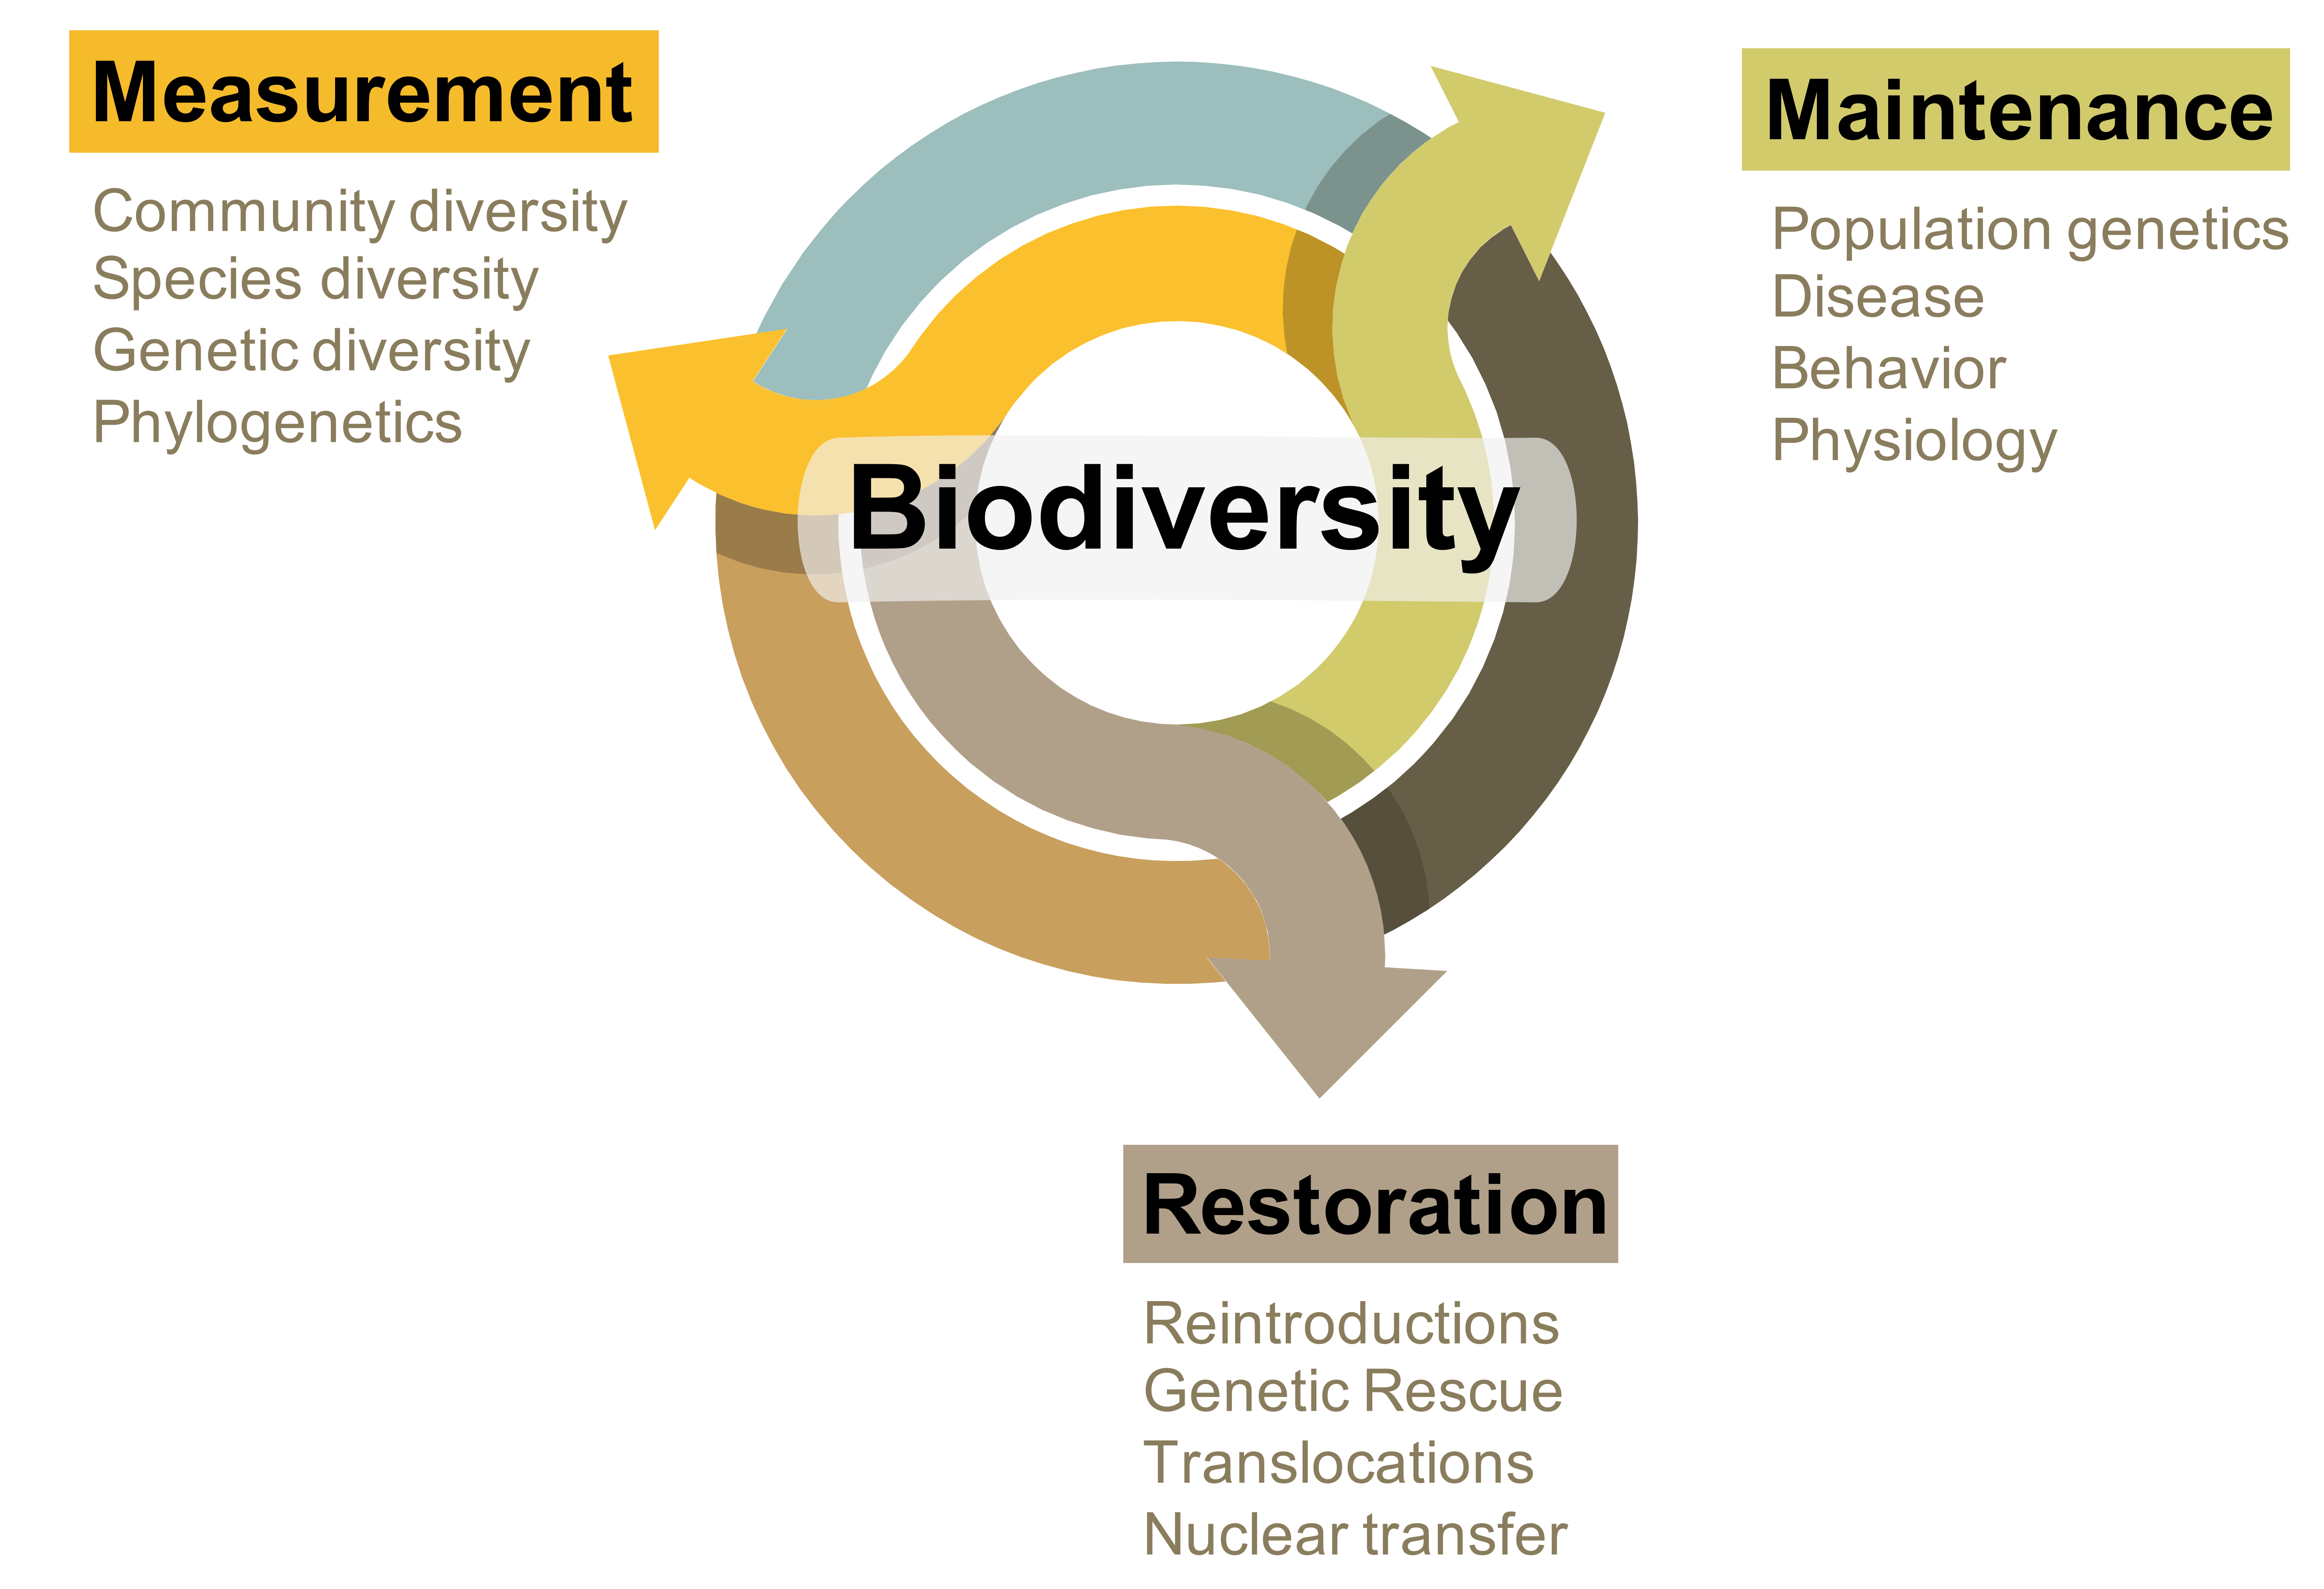 Measurement
Community diversity
Species diversity
Genetic diversity
Phylogenetics
Maintenance
Population genetics
Disease
Behavior
Physiology
Biodiversity
Restoration
Reintroductions
Genetic Rescue
Translocations
Nuclear transfer